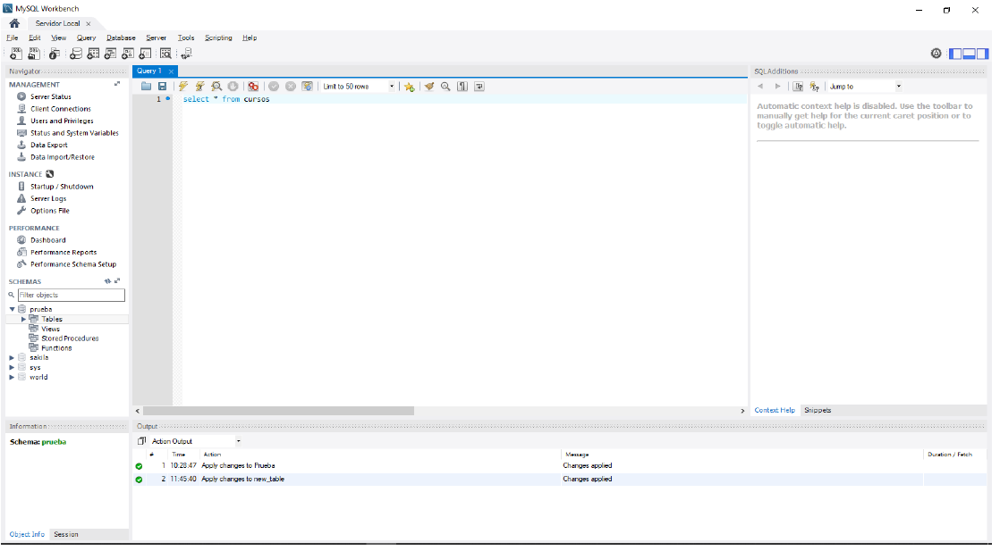 MySQL Workbench
Servidor Local ×
File Edit View Query Database Server Tools Scripting Help
Navigator
MANAGEMENT
Server Status
Client Connections
Users and Privileges
Status and System Variables
Data Export
Data Import/Restore
INSTANCE
Startup / Shutdown
Server Logs
Options File
PERFORMANCE
Dashboard
Performance Reports
Performance Schema Setup
SCHEMAS
Filter objects
prueba
Tables
Views
Stored Procedures
Functions
sakila
sys
world
Information
Schema: prueba
Object Info Session
Query 1 ×
Limit to 50 rows
1 select * from cursos
SQLAdditions
Jump to
Automatic context help is disabled. Use the toolbar to
manually get help for the current caret position or to
toggle automatic help.
Context Help Snippets
Output
Action Output
# Time Action Message Duration / Fetch
1 10:28:47 Apply changes to Prueba Changes applied
2 11:45:40 Apply changes to new_table Changes applied